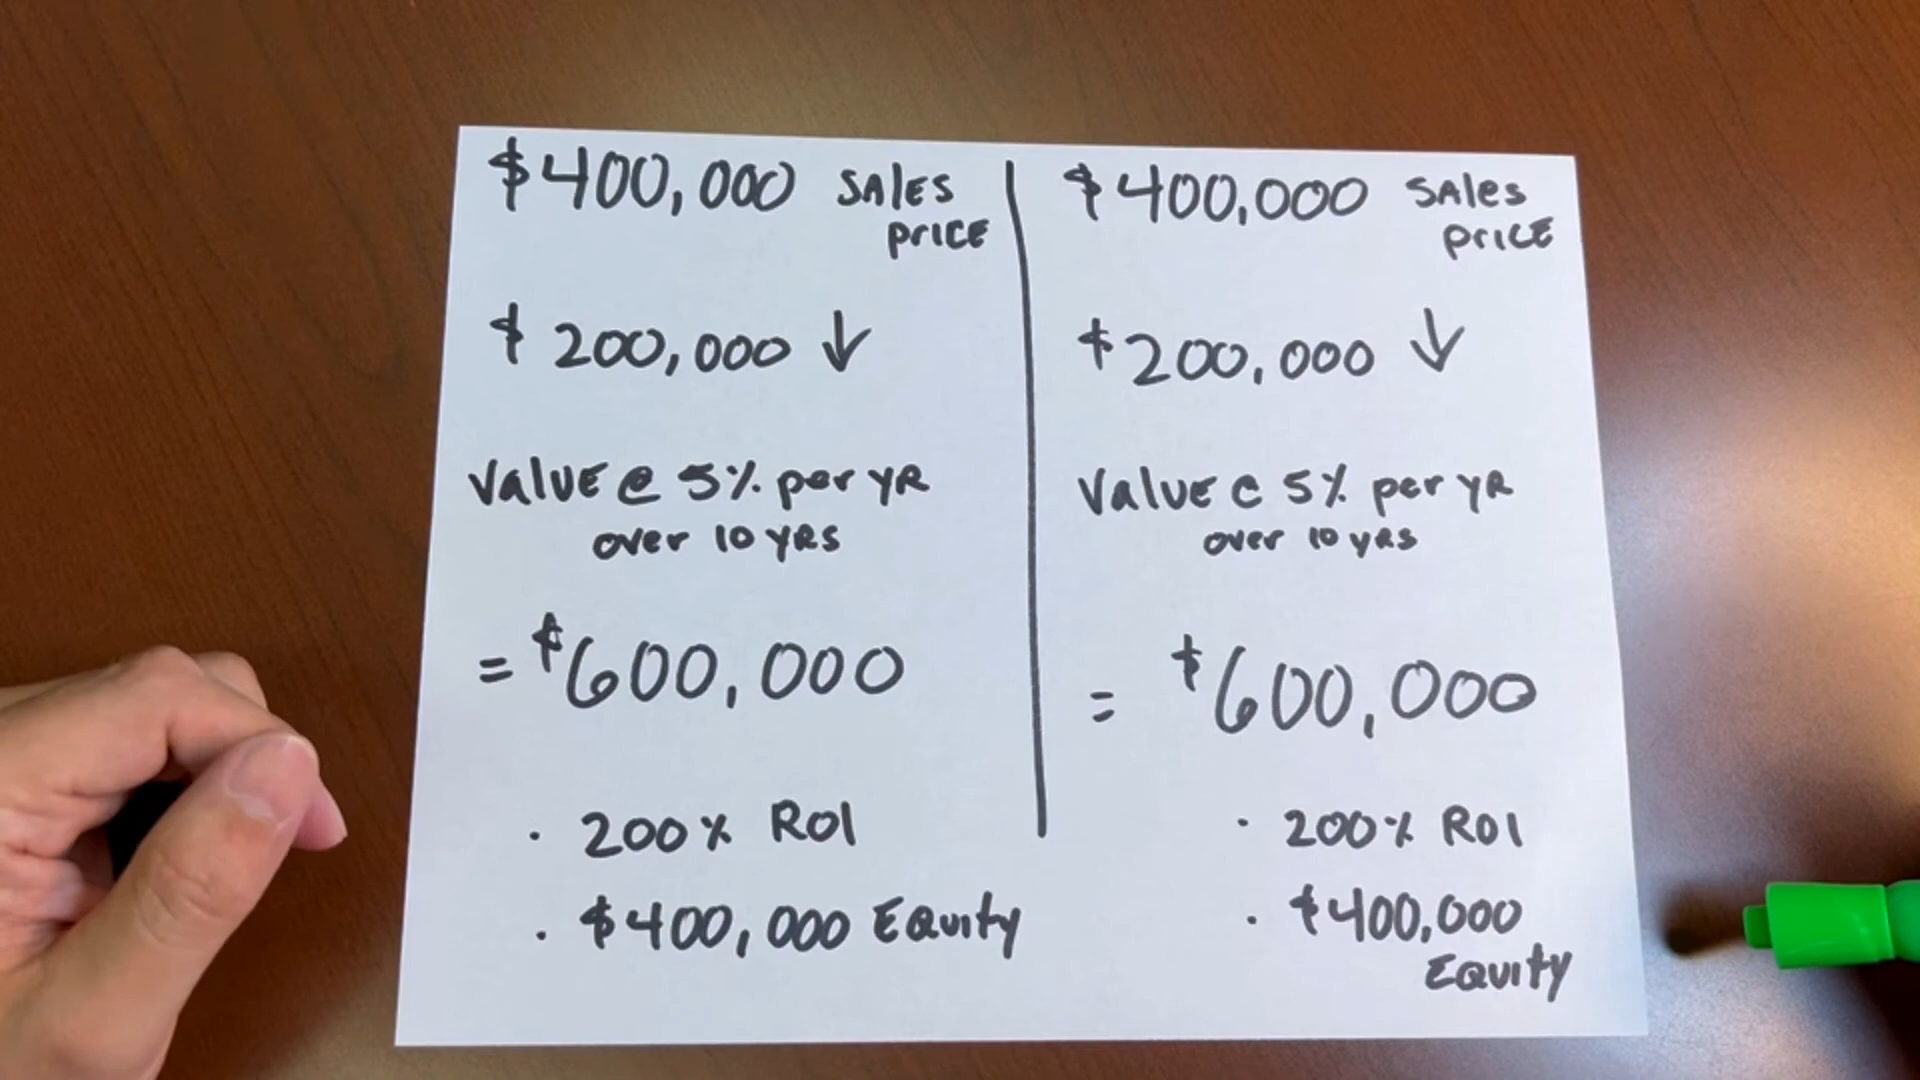 $400,000 SALES
PRICE
$200,000 ↓
Value @ 5% per YR
over 10 YRS
= $600,000
· 200% ROI
· $400,000 Equity
$400,000 SAles
PRICE
$200,000 ↓
Value @ 5% per YR
over 10 YRS
= $600,000
· 200% ROI
· $400,000
Equity